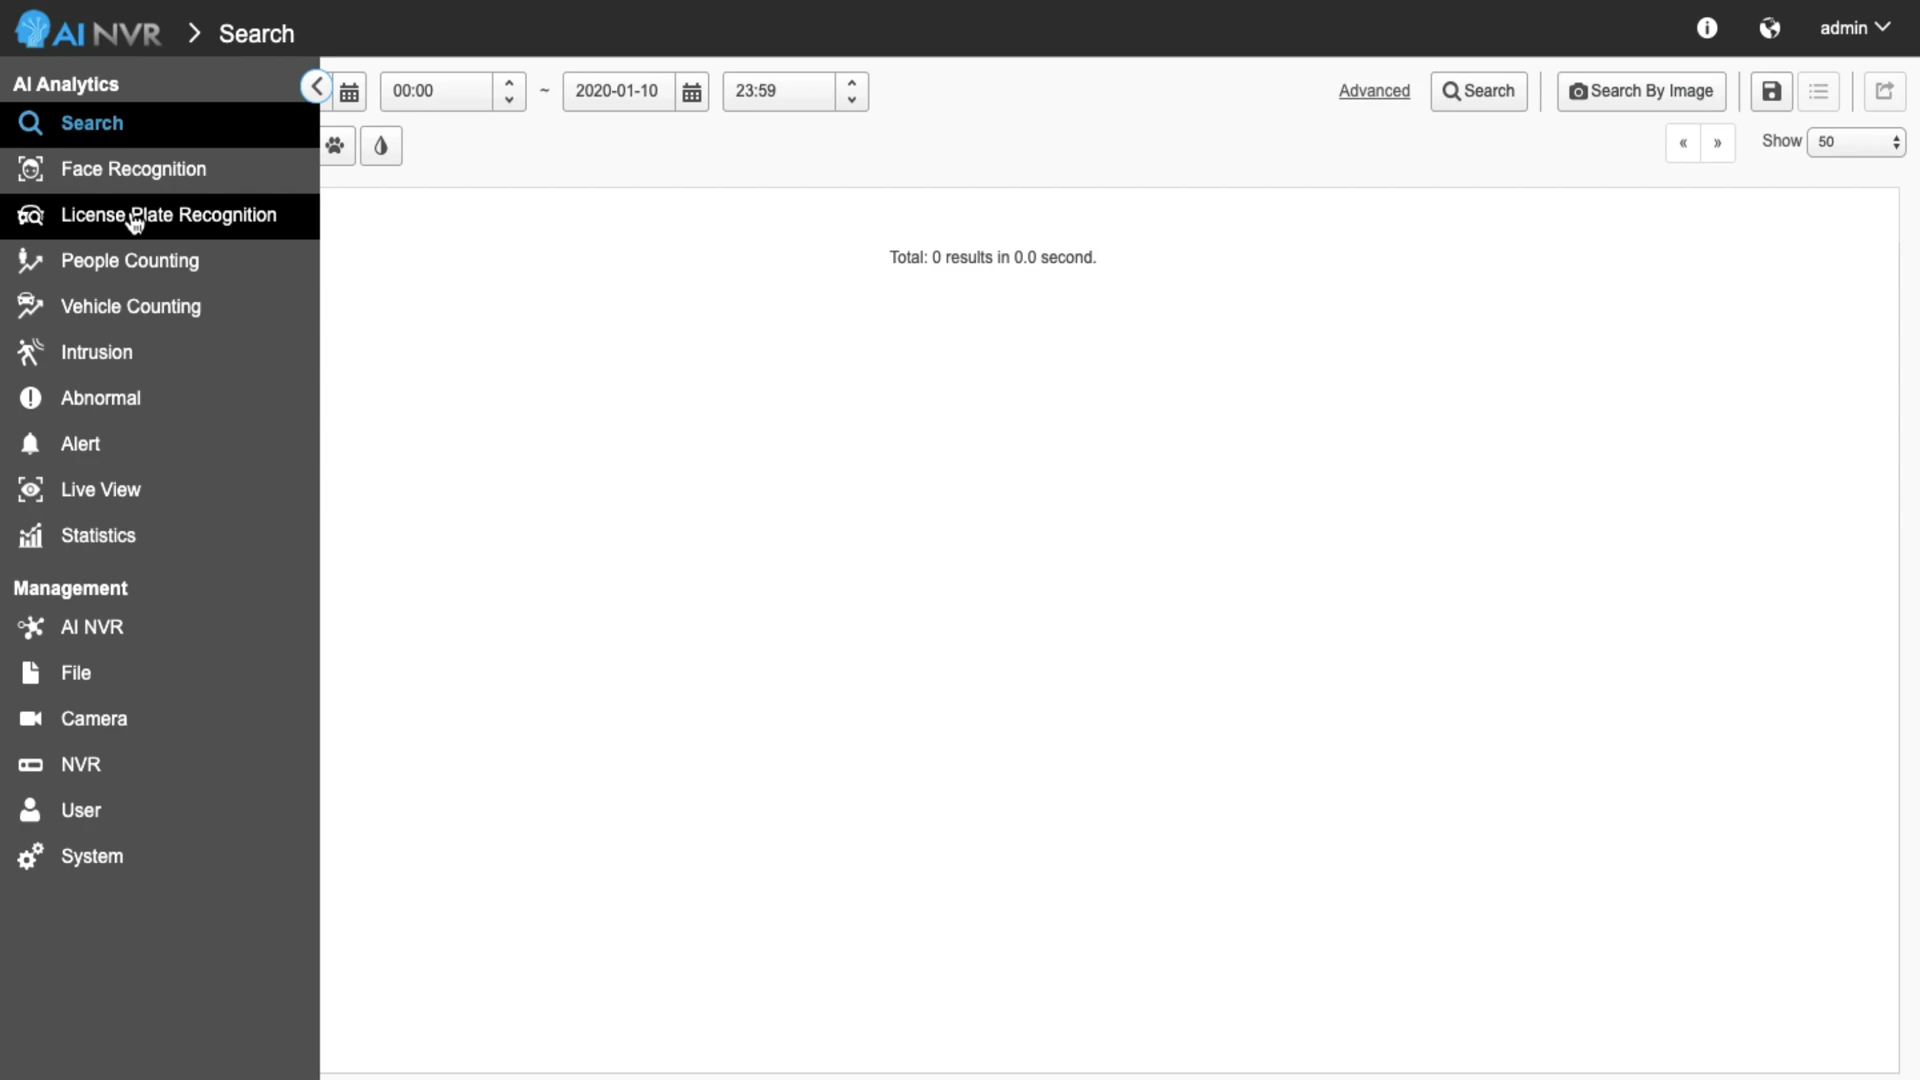 AI NVR > Search
admin
AI Analytics
Search
Face Recognition
License Plate Recognition
People Counting
Vehicle Counting
Intrusion
Abnormal
Alert
Live View
Statistics
Management
AI NVR
File
Camera
NVR
User
System
00:00 ~ 2020-01-10 23:59
Advanced Search Search By Image
« » Show 50
Total: 0 results in 0.0 second.